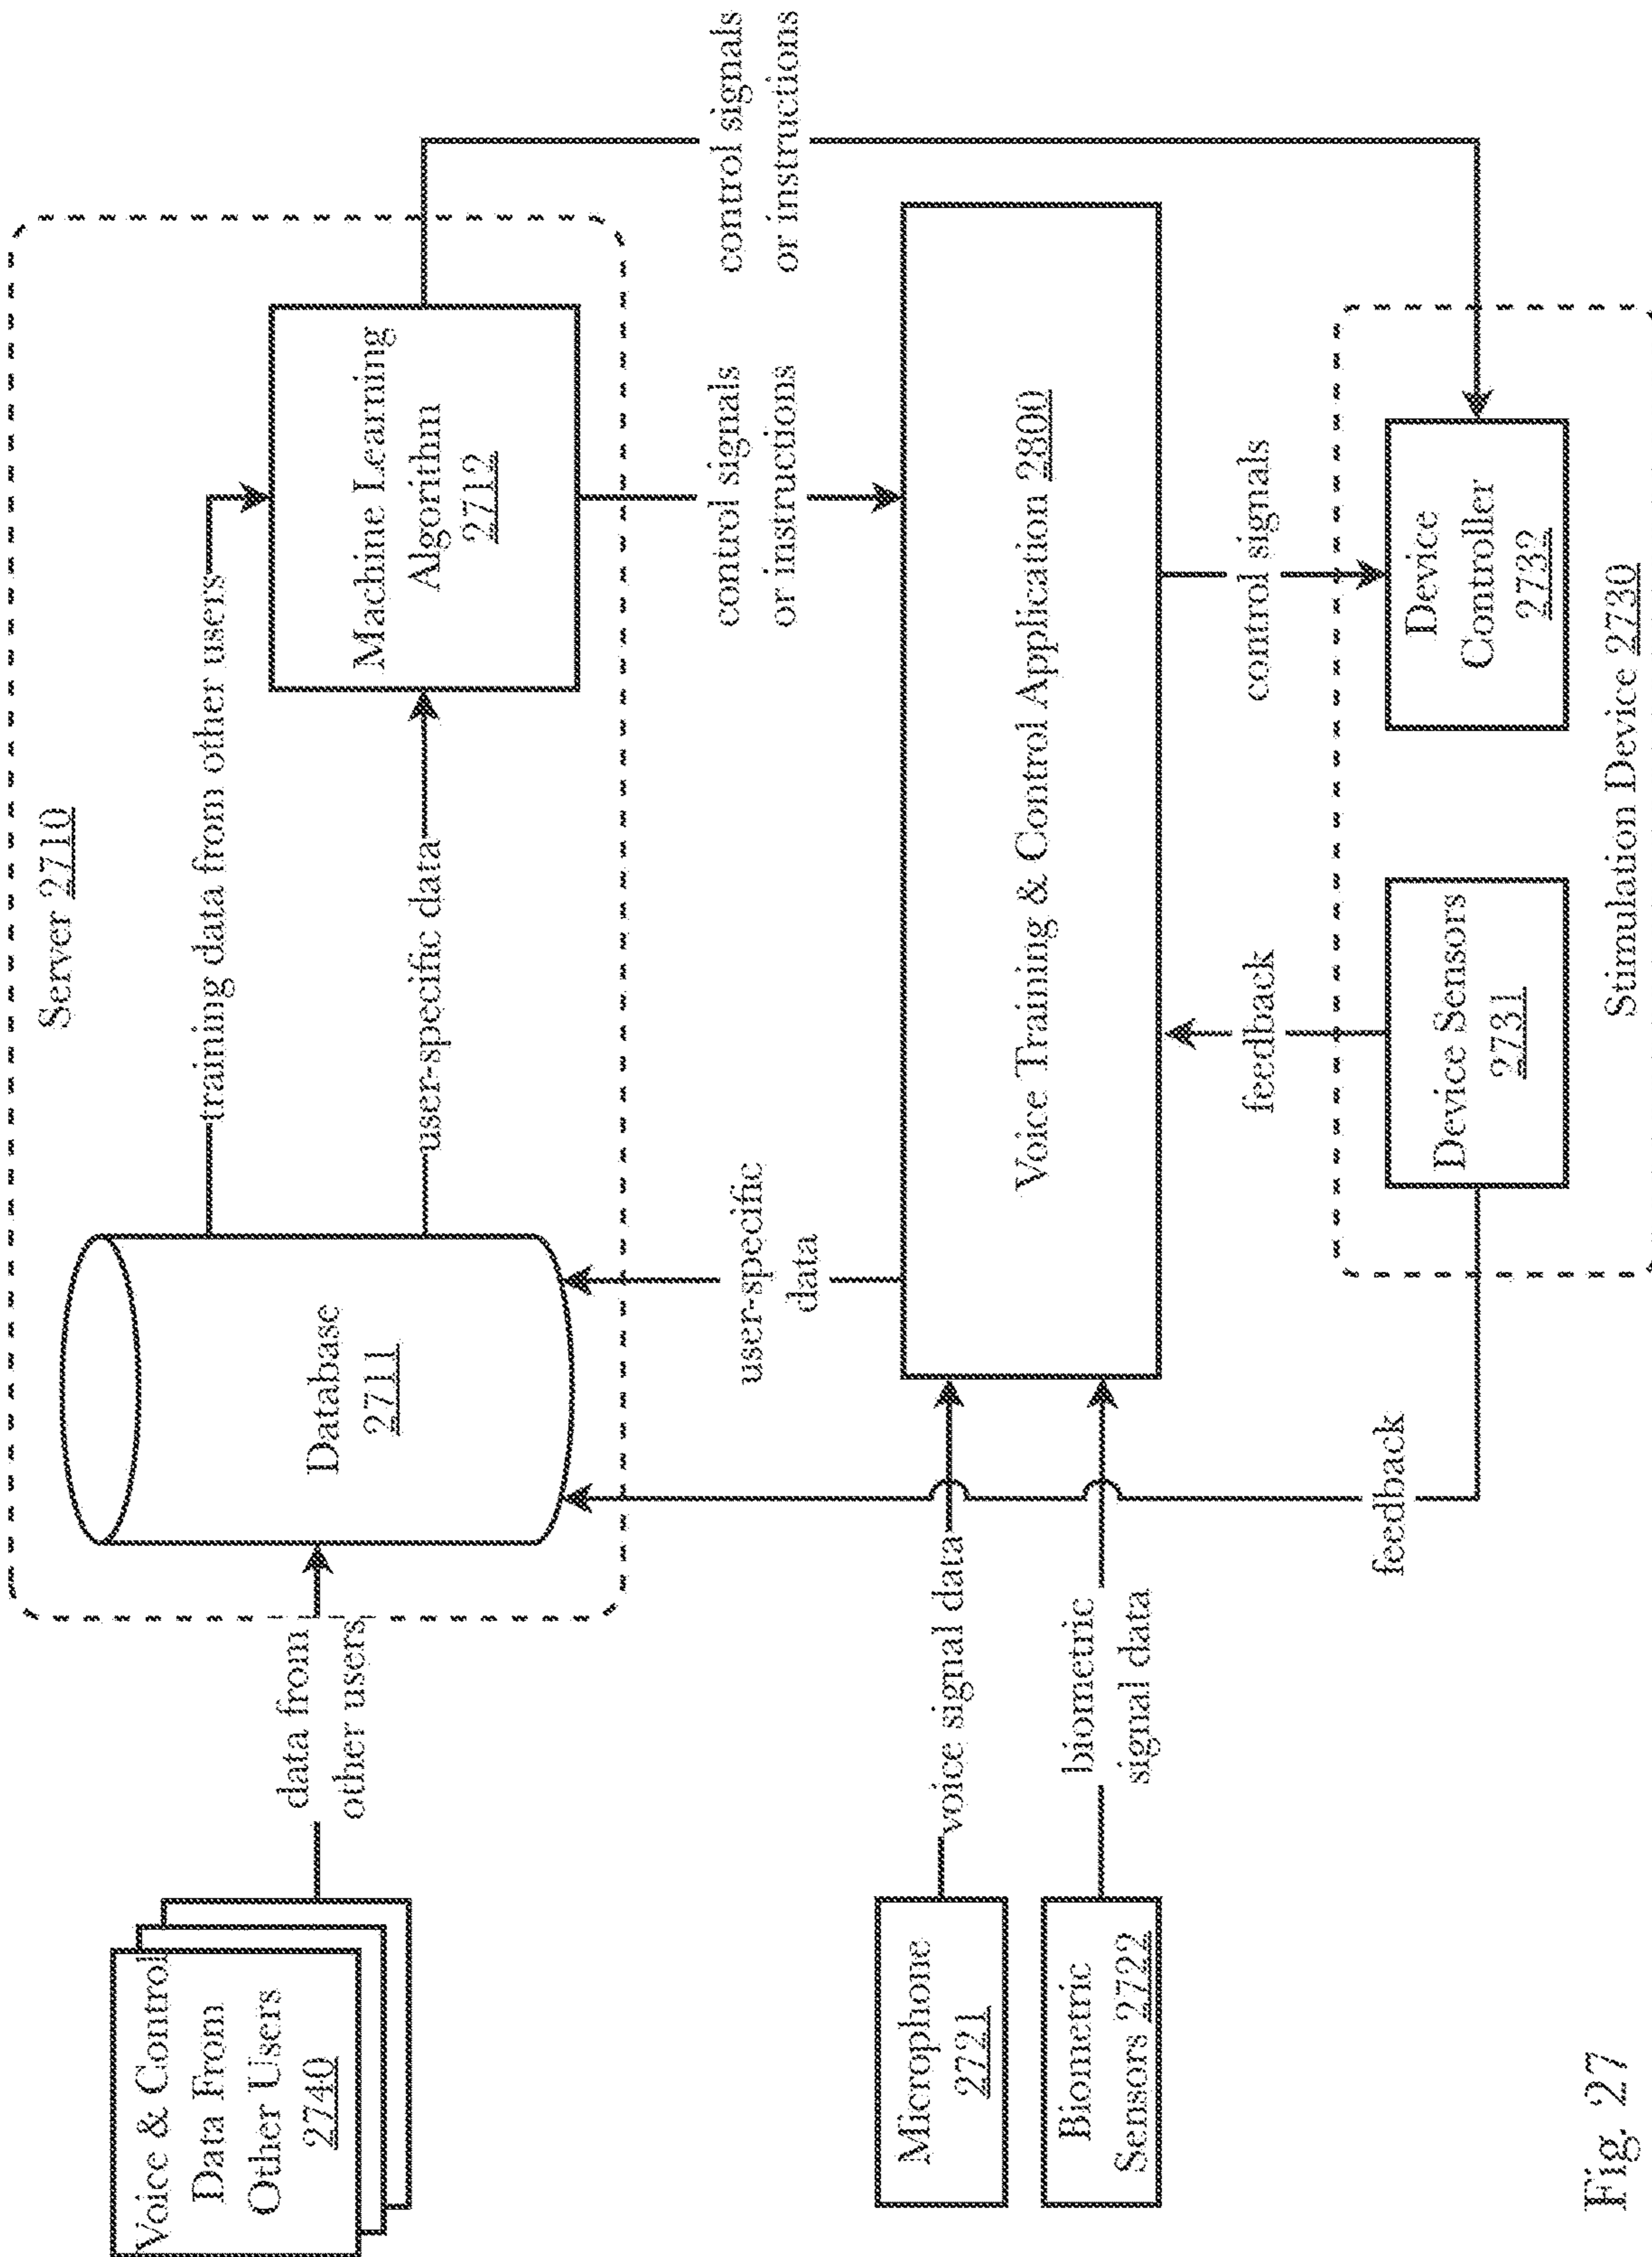 Server 2710
Voice & Control
Data From
Other Users
2740
data from
other users
Database
2711
training data from other users
user-specific data
Machine Learning
Algorithm
2712
user-specific
data
control signals
or instructions
control signals
or instructions
Microphone
2721
voice signal data
Biometric
Sensors 2722
biometric
signal data
Voice Training & Control Application 2800
feedback
feedback
control signals
Device Sensors
2731
Device
Controller
2732
Stimulation Device 2730
Fig. 27